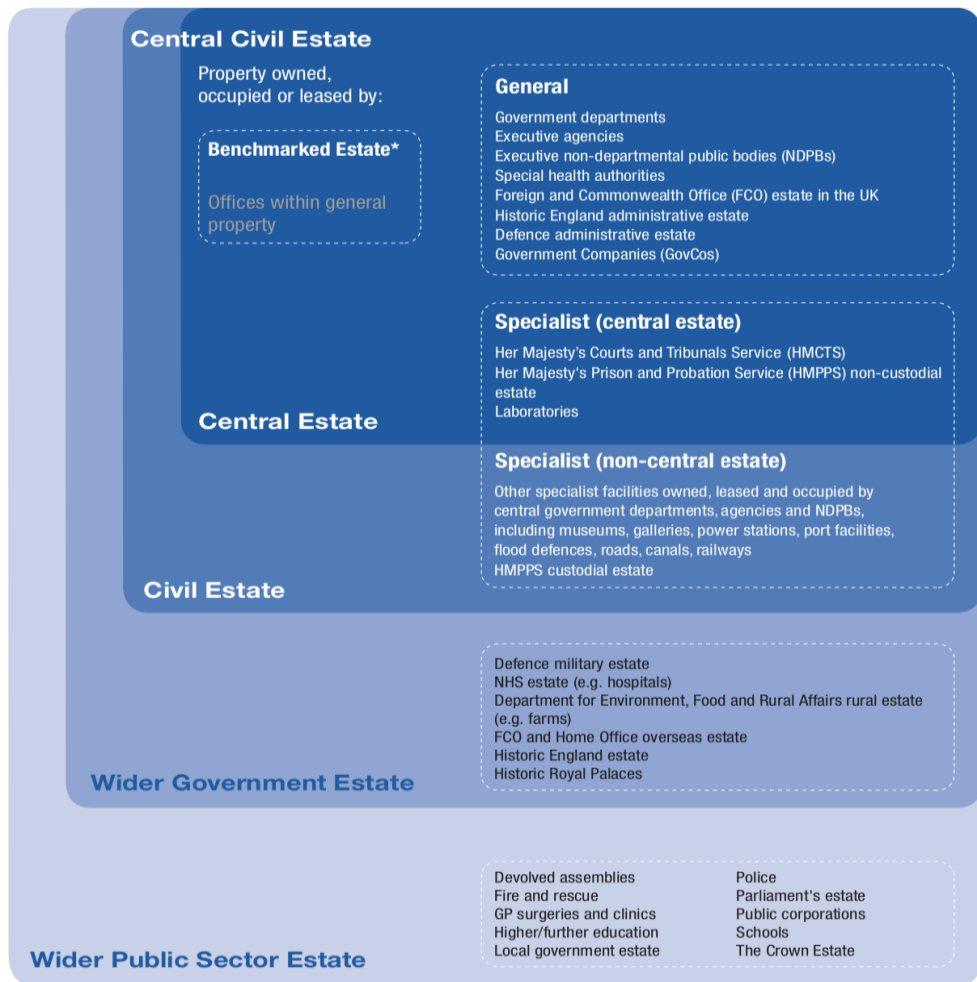 Central Civil Estate
Property owned,
occupied or leased by:
Benchmarked Estate*
Offices within general
property
General
Government departments
Executive agencies
Executive non-departmental public bodies (NDPBs)
Special health authorities
Foreign and Commonwealth Office (FCO) estate in the UK
Historic England administrative estate
Defence administrative estate
Government Companies (GovCos)
Specialist (central estate)
Her Majesty's Courts and Tribunals Service (HMCTS)
Her Majesty's Prison and Probation Service (HMPPS) non-custodial
estate
Laboratories
Central Estate
Specialist (non-central estate)
Other specialist facilities owned, leased and occupied by
central government departments, agencies and NDPBs,
including museums, galleries, power stations, port facilities,
flood defences, roads, canals, railways
HMPPS custodial estate
Civil Estate
Defence military estate
NHS estate (e.g. hospitals)
Department for Environment, Food and Rural Affairs rural estate
(e.g. farms)
FCO and Home Office overseas estate
Historic England estate
Historic Royal Palaces
Wider Government Estate
Devolved assemblies
Fire and rescue
GP surgeries and clinics
Higher/further education
Local government estate
Police
Parliament's estate
Public corporations
Schools
The Crown Estate
Wider Public Sector Estate